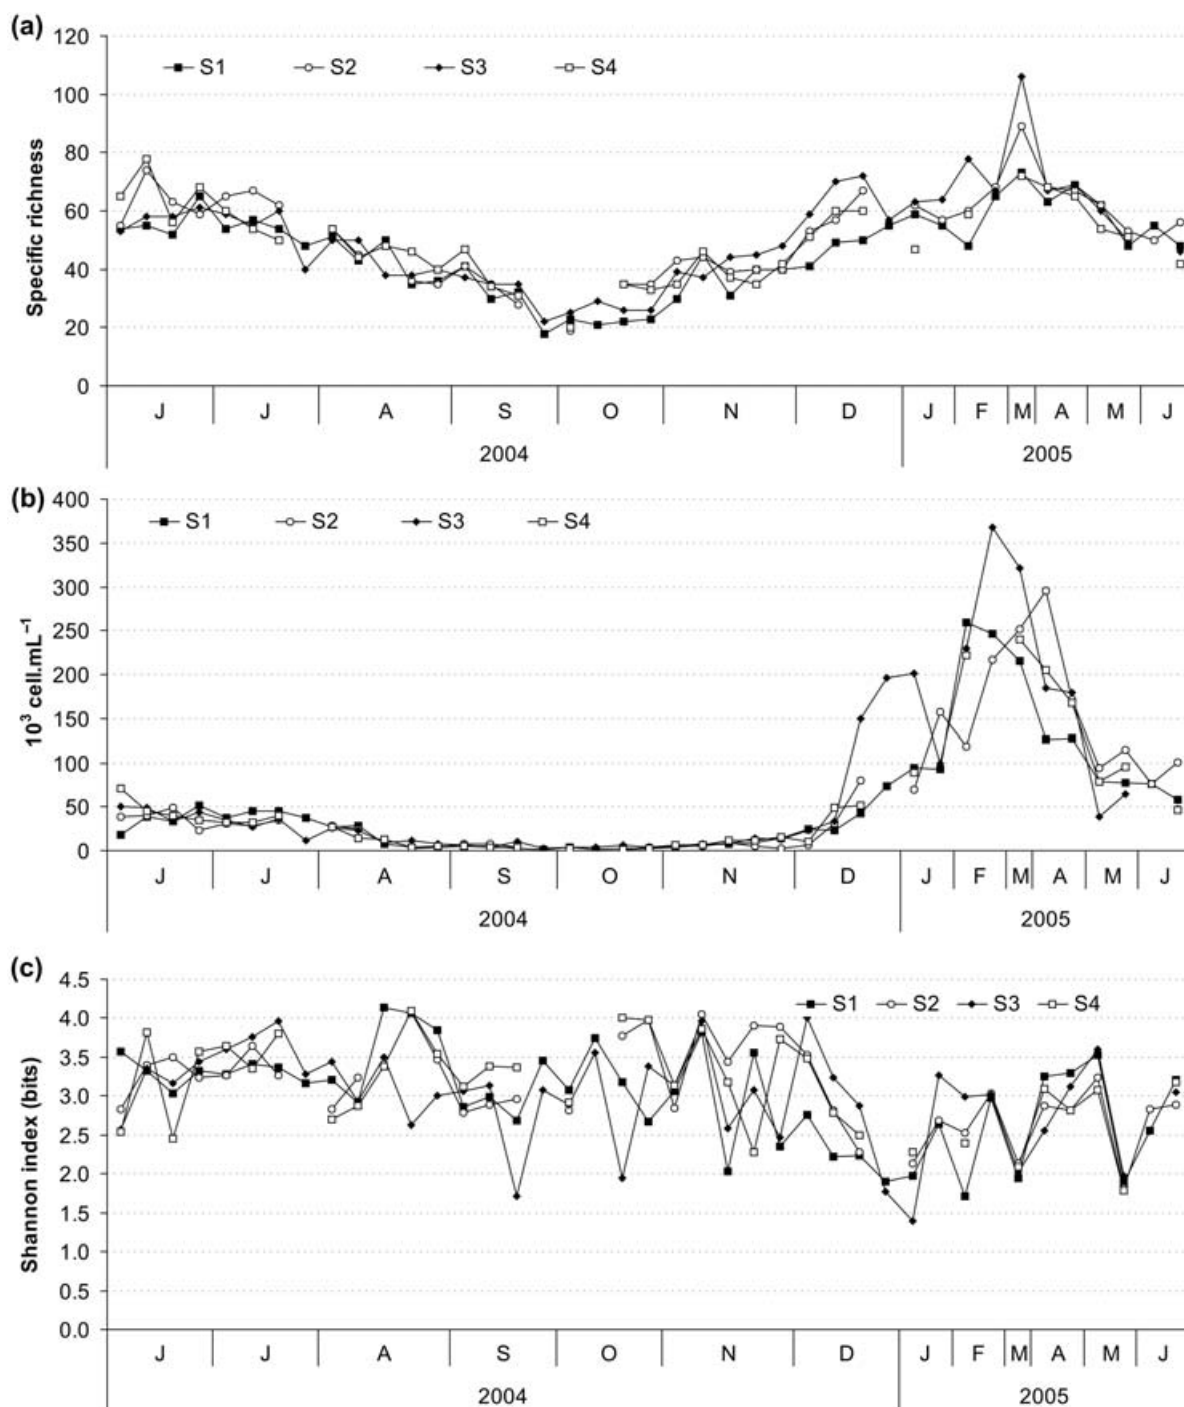 (a)
120
100
80
60
40
20
0
Specific richness
S1 S2 S3 S4
J J A S O N D J F M A M J
2004 2005
(b)
400
350
300
250
200
150
100
50
0
10³ cell.mL⁻¹
S1 S2 S3 S4
J J A S O N D J F M A M J
2004 2005
(c)
4.5
4.0
3.5
3.0
2.5
2.0
1.5
1.0
0.5
0.0
Shannon index (bits)
S1 S2 S3 S4
J J A S O N D J F M A M J
2004 2005